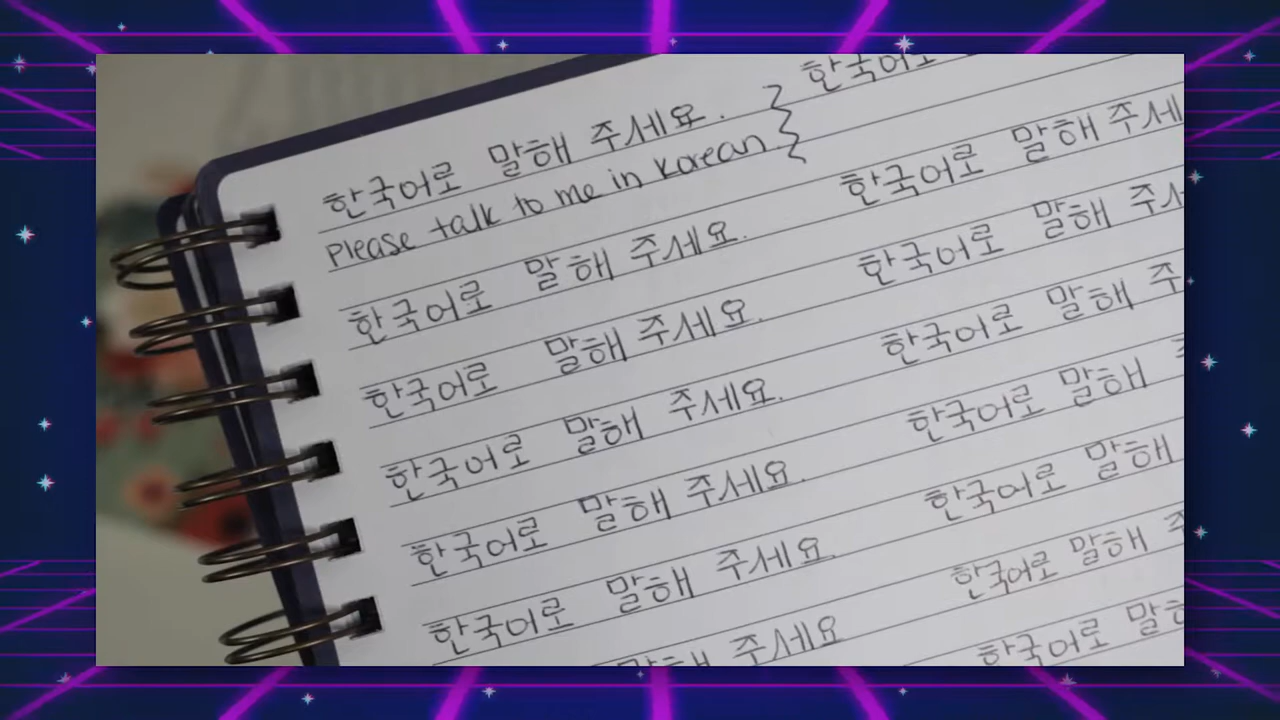 한국어로 말해 주세요. } 한국어로
Please talk to me in Korean
한국어로 말해 주세요. 한국어로 말해 주세
한국어로 말해 주세요. 한국어로 말해 주
한국어로 말해 주세요. 한국어로 말해 주
한국어로 말해 주세요. 한국어로 말해
한국어로 말해 주세요. 한국어로 말해
말해 주세요 한국어로 말해
한국어로 말해